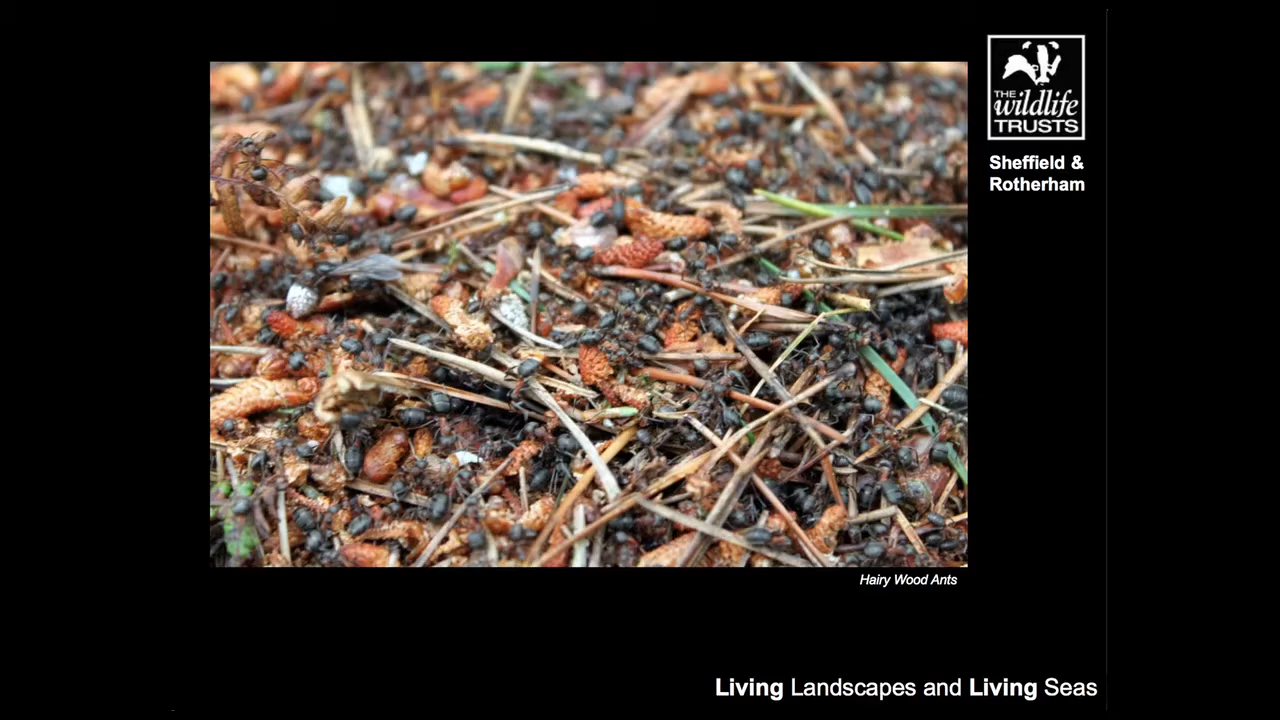 THE
wildlife
TRUSTS
Sheffield &
Rotherham
Hairy Wood Ants
Living Landscapes and Living Seas